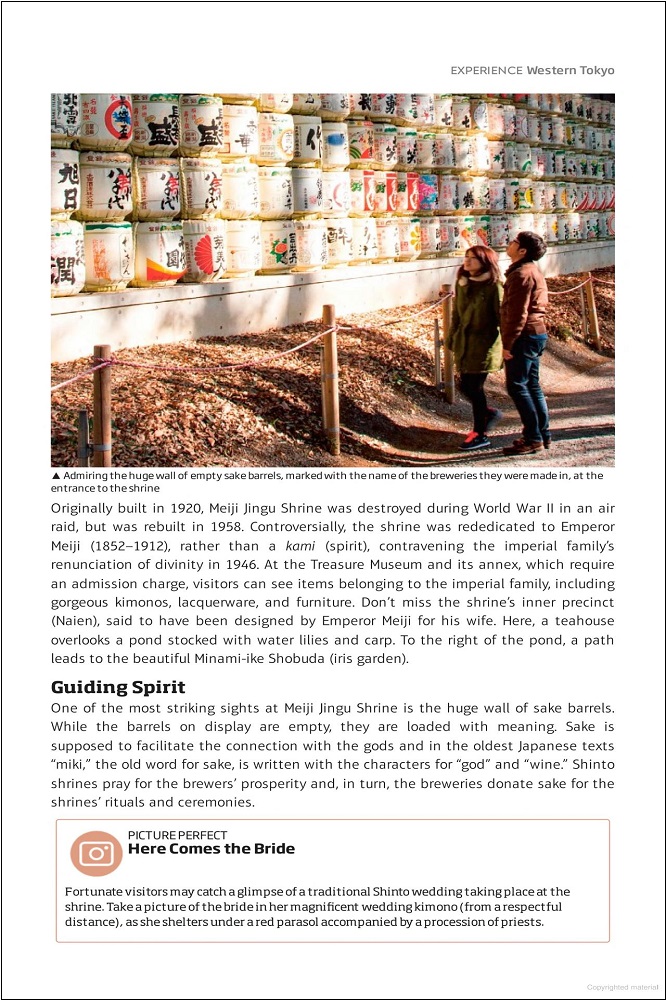 EXPERIENCE Western Tokyo
北雪
盛
盛
旭日
潤
▲ Admiring the huge wall of empty sake barrels, marked with the name of the breweries they were made in, at the
entrance to the shrine
Originally built in 1920, Meiji Jingu Shrine was destroyed during World War II in an air
raid, but was rebuilt in 1958. Controversially, the shrine was rededicated to Emperor
Meiji (1852–1912), rather than a kami (spirit), contravening the imperial family’s
renunciation of divinity in 1946. At the Treasure Museum and its annex, which require
an admission charge, visitors can see items belonging to the imperial family, including
gorgeous kimonos, lacquerware, and furniture. Don’t miss the shrine’s inner precinct
(Naien), said to have been designed by Emperor Meiji for his wife. Here, a teahouse
overlooks a pond stocked with water lilies and carp. To the right of the pond, a path
leads to the beautiful Minami-ike Shobuda (iris garden).
Guiding Spirit
One of the most striking sights at Meiji Jingu Shrine is the huge wall of sake barrels.
While the barrels on display are empty, they are loaded with meaning. Sake is
supposed to facilitate the connection with the gods and in the oldest Japanese texts
“miki,” the old word for sake, is written with the characters for “god” and “wine.” Shinto
shrines pray for the brewers’ prosperity and, in turn, the breweries donate sake for the
shrines’ rituals and ceremonies.
PICTURE PERFECT
Here Comes the Bride
Fortunate visitors may catch a glimpse of a traditional Shinto wedding taking place at the
shrine. Take a picture of the bride in her magnificent wedding kimono (from a respectful
distance), as she shelters under a red parasol accompanied by a procession of priests.
Copyrighted material